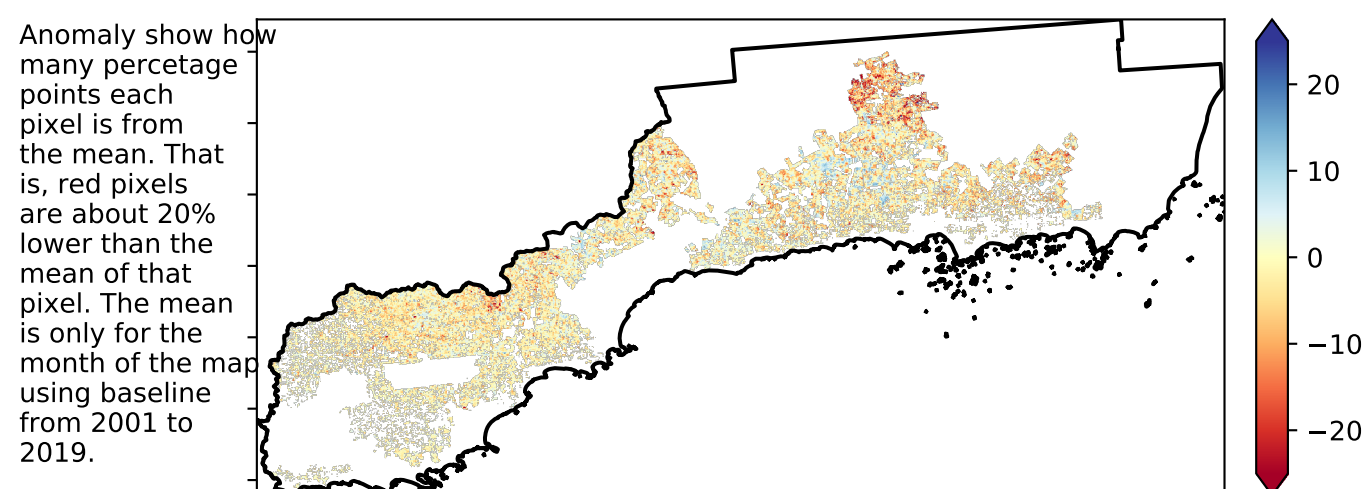 Anomaly show how
many percetage
points each
pixel is from
the mean. That
is, red pixels
are about 20%
lower than the
mean of that
pixel. The mean
is only for the
month of the map
using baseline
from 2001 to
2019.
20
10
0
−10
−20